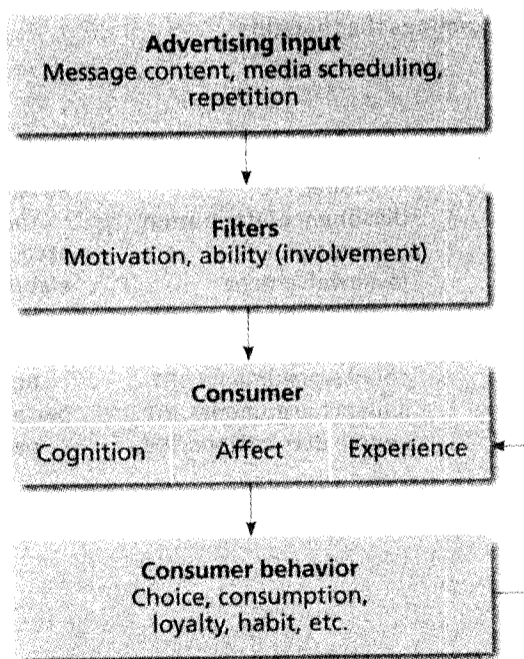 Advertising input
Message content, media scheduling,
repetition
Filters
Motivation, ability (involvement)
Consumer
Cognition Affect Experience
Consumer behavior
Choice, consumption,
loyalty, habit, etc.